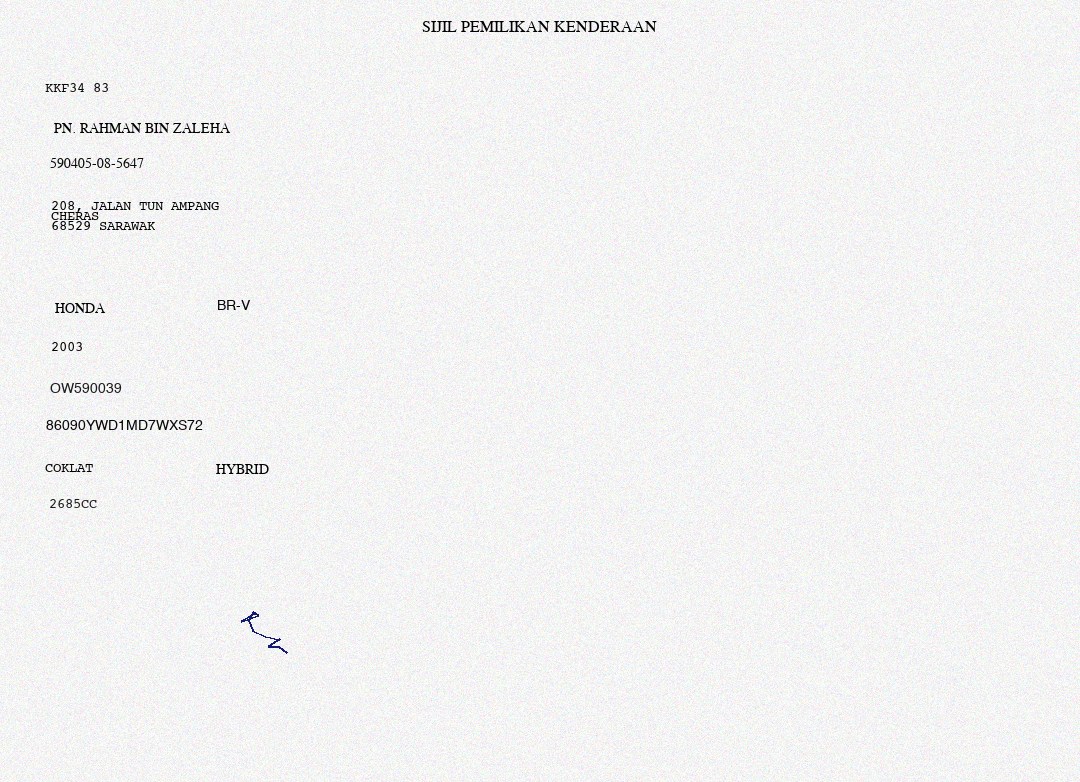 SIJIL PEMILIKAN KENDERAAN
KKF34 83
PN. RAHMAN BIN ZALEHA
590405-08-5647
208, JALAN TUN AMPANG
CHERAS
68529 SARAWAK
HONDA BR-V
2003
OW590039
86090YWD1MD7WXS72
COKLAT HYBRID
2685CC